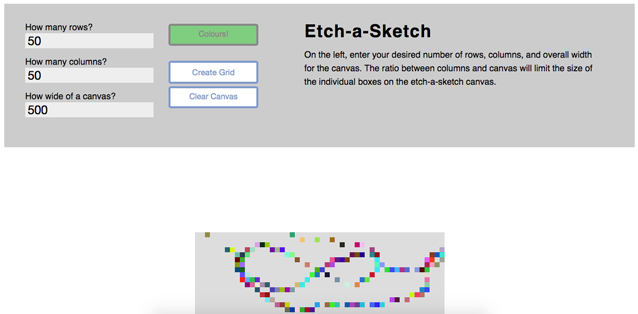 How many rows?
50
How many columns?
50
How wide of a canvas?
500
Colours!
Create Grid
Clear Canvas
Etch-a-Sketch
On the left, enter your desired number of rows, columns, and overall width
for the canvas. The ratio between columns and canvas will limit the size of
the individual boxes on the etch-a-sketch canvas.